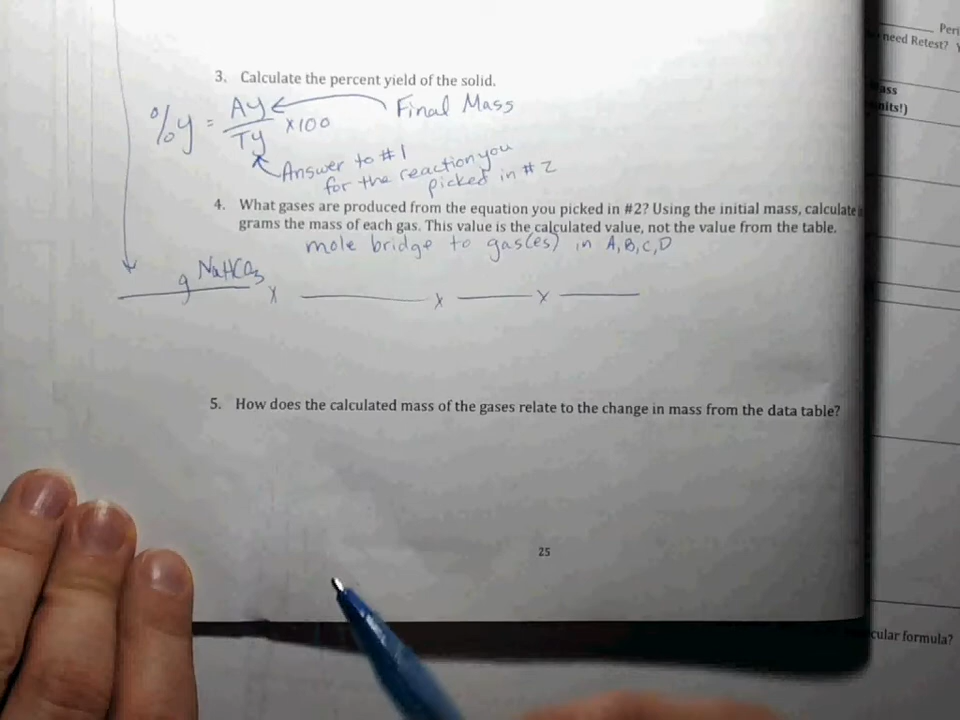 3. Calculate the percent yield of the solid.
%y = AY / TY x100
Final Mass
Answer to #1
for the reaction you
picked in #2
4. What gases are produced from the equation you picked in #2? Using the initial mass, calculate
grams the mass of each gas. This value is the calculated value, not the value from the table.
mole bridge to gas(es) in A,B,C,D
g NaHCO3 x x x
5. How does the calculated mass of the gases relate to the change in mass from the data table?
25
Peri
need Retest?
ass
nits!)
cular formula?